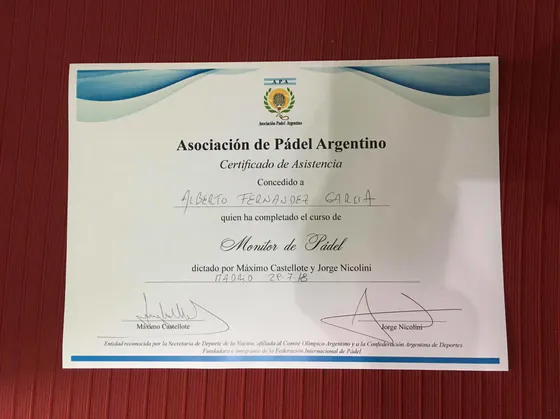 APA
Asociación Padel Argentino
Asociación de Pádel Argentino
Certificado de Asistencia
Concedido a
ALBERTO FERNANDEZ GARCIA
quien ha completado el curso de
Monitor de Pádel
dictado por Máximo Castellote y Jorge Nicolini
MADRID 28-7-18
Máximo Castellote
Jorge Nicolini
Entidad reconocida por la Secretaria de Deporte de la Nación, afiliada al Comité Olímpico Argentino y a la Confederación Argentina de Deportes
Fundadora e integrante de la Federación Internacional de Pádel.